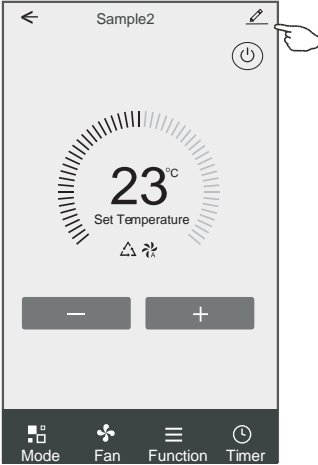 Sample2
23°C
Set Temperature
A
Mode Fan Function Timer